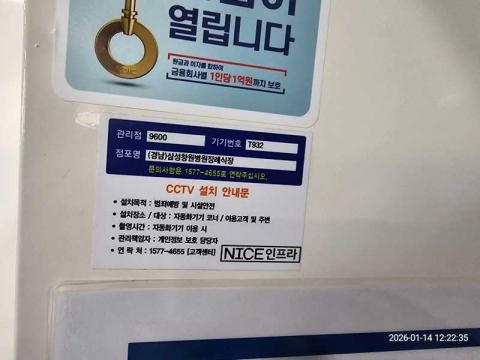 열립니다
원금과 이자를 합하여
금융회사별 1인당 1억원까지 보호
관리점 9600 기기번호 T932
점포명 (경남)삼성창원병원장례식장
문의사항은 1577-4655로 연락주십시오.
CCTV 설치 안내문
• 설치목적 : 범죄예방 및 시설안전
• 설치장소 / 대상 : 자동화기기 코너 / 이용고객 및 주변
• 촬영시간 : 자동화기기 이용 시
• 관리책임자 : 개인정보 보호 담당자
• 연 락 처 : 1577-4655 [고객센터] NICE인프라
2026-01-14 12:22:35